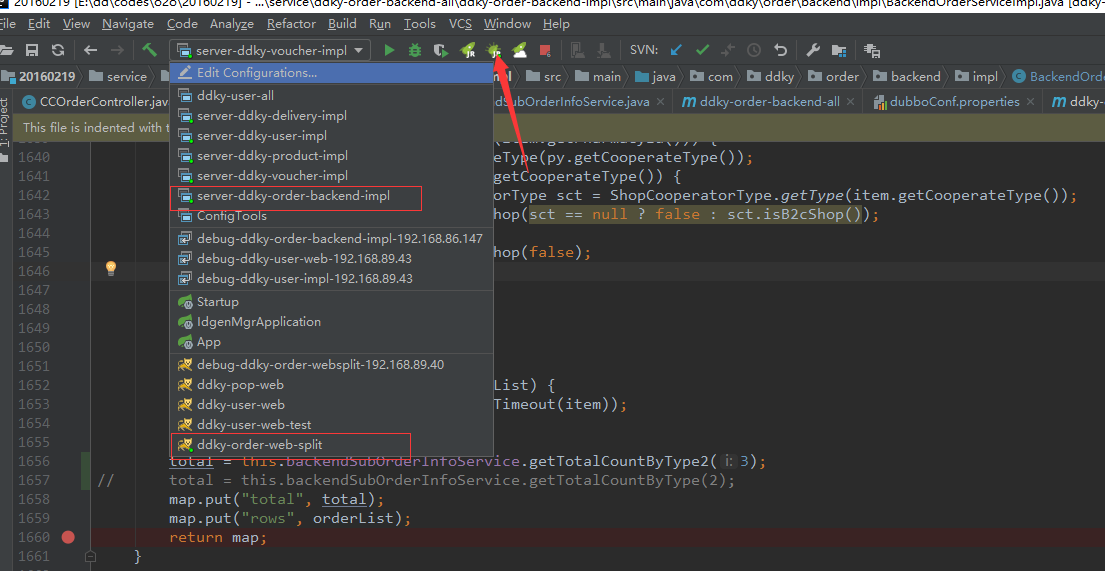 20160219 [E:\dd\codes\626\20160219] - ...\service\ddky-order-backend-all\ddky-order-backend-impl\src\main\java\com\ddky\order\backend\impl\BackendOrderServiceImpl.java [ddky-
File Edit View Navigate Code Analyze Refactor Build Run Tools VCS Window Help
server-ddky-voucher-impl SVN:
20160219 service src main java com ddky order backend impl BackendOrd
CCOrderController.java SubOrderInfoService.java ddky-order-backend-all dubboConf.properties ddky-
This file is indented with t
1: Project
Edit Configurations...
ddky-user-all
server-ddky-delivery-impl
server-ddky-user-impl
server-ddky-product-impl
server-ddky-voucher-impl
server-ddky-order-backend-impl
ConfigTools
debug-ddky-order-backend-impl-192.168.86.147
debug-ddky-user-web-192.168.89.43
debug-ddky-user-impl-192.168.89.43
Startup
IdgenMgrApplication
App
debug-ddky-order-websplit-192.168.89.40
ddky-pop-web
ddky-user-web
ddky-user-web-test
ddky-order-web-split
1640 eType(py.getCooperateType());
1641 getCooperateType()) {
1642 orType sct = ShopCooperatorType.getType(item.getCooperateType());
1643 hop(sct == null ? false : sct.isB2cShop());
1644
1645 hop(false);
1646
1647
1648
1649
1650
1651
1652 List) {
1653 Timeout(item));
1654
1655
1656 total = this.backendSubOrderInfoService.getTotalCountByType2( i: 3);
1657 // total = this.backendSubOrderInfoService.getTotalCountByType(2);
1658 map.put("total", total);
1659 map.put("rows", orderList);
1660 return map;
1661 }